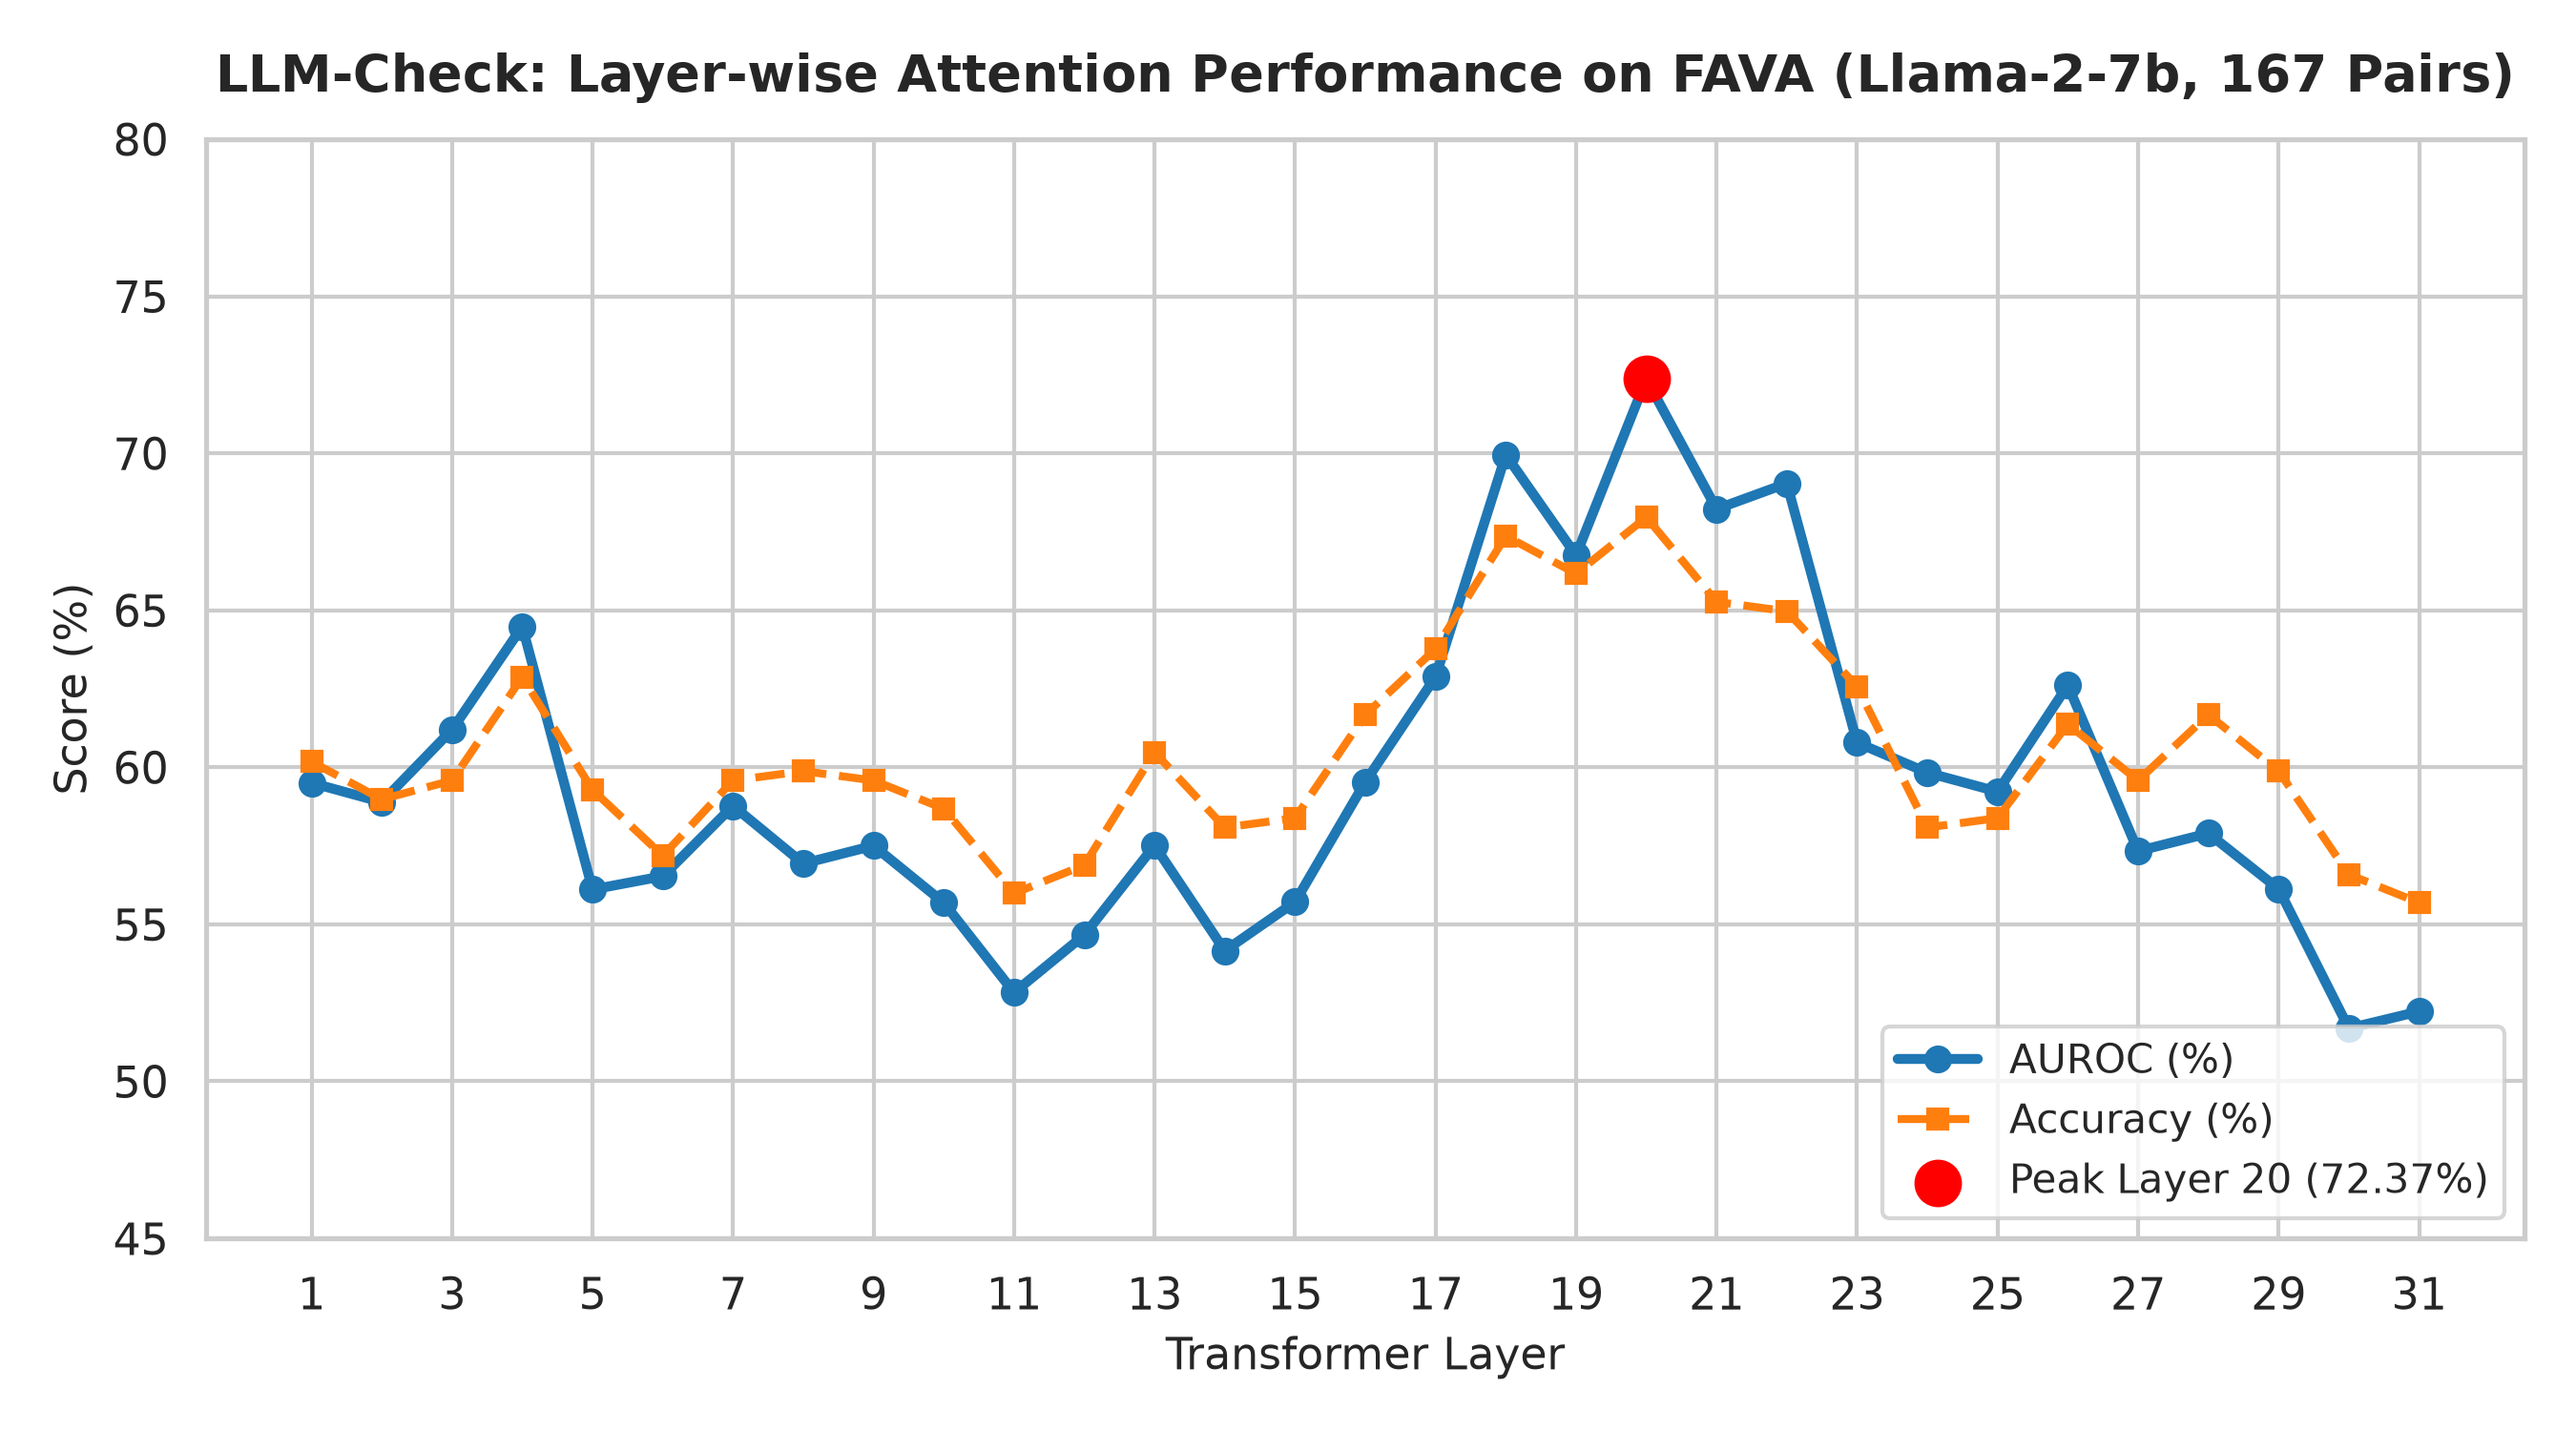 LLM-Check: Layer-wise Attention Performance on FAVA (Llama-2-7b, 167 Pairs)
80
75
70
65
60
55
50
45
Score (%)
1 3 5 7 9 11 13 15 17 19 21 23 25 27 29 31
Transformer Layer
AUROC (%)
Accuracy (%)
Peak Layer 20 (72.37%)